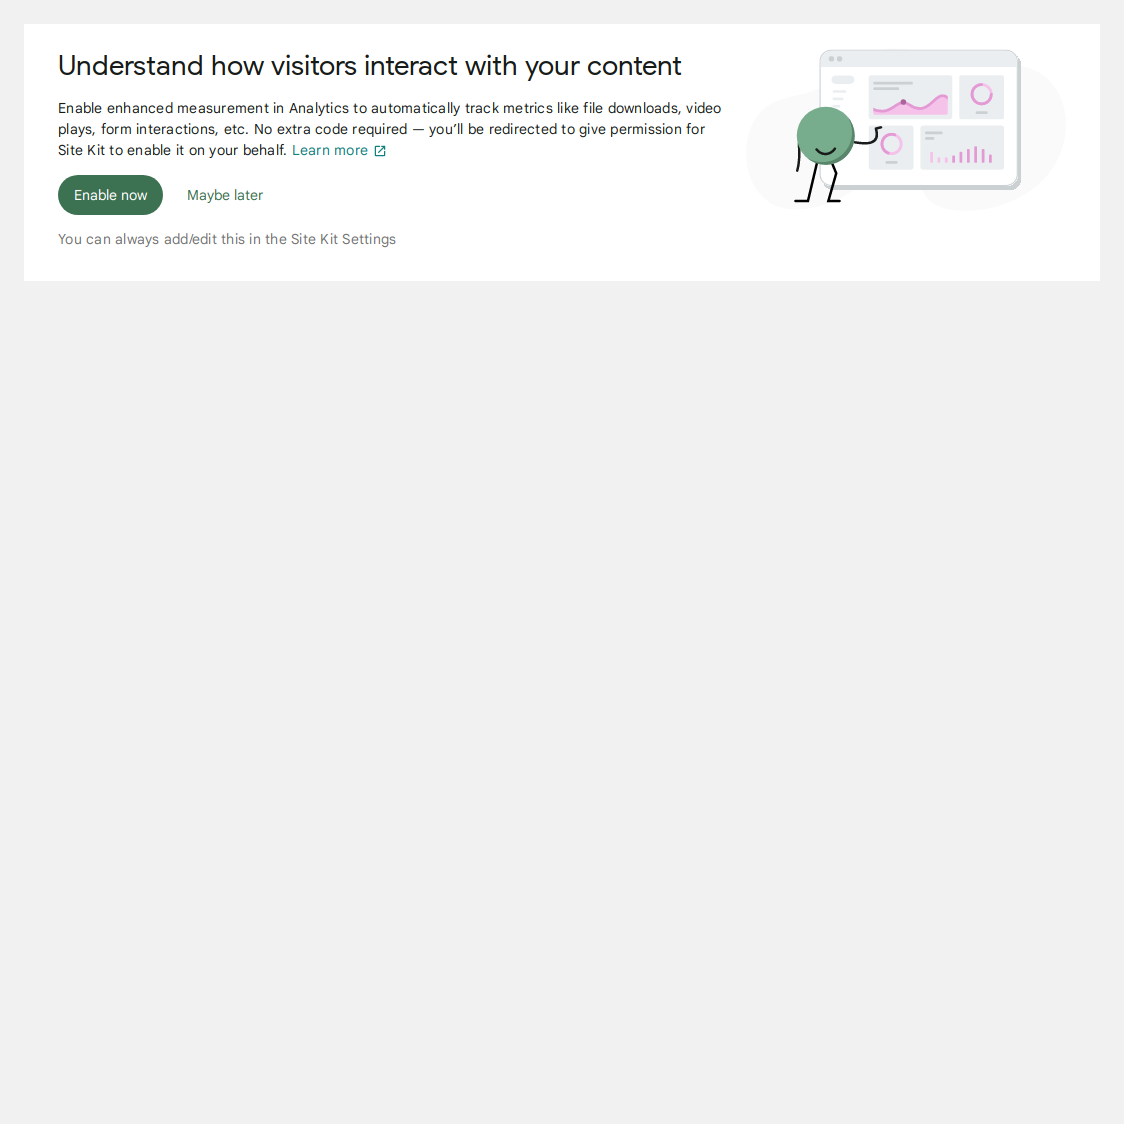 Understand how visitors interact with your content
Enable enhanced measurement in Analytics to automatically track metrics like file downloads, video
plays, form interactions, etc. No extra code required — you’ll be redirected to give permission for
Site Kit to enable it on your behalf. Learn more
Enable now Maybe later
You can always add/edit this in the Site Kit Settings